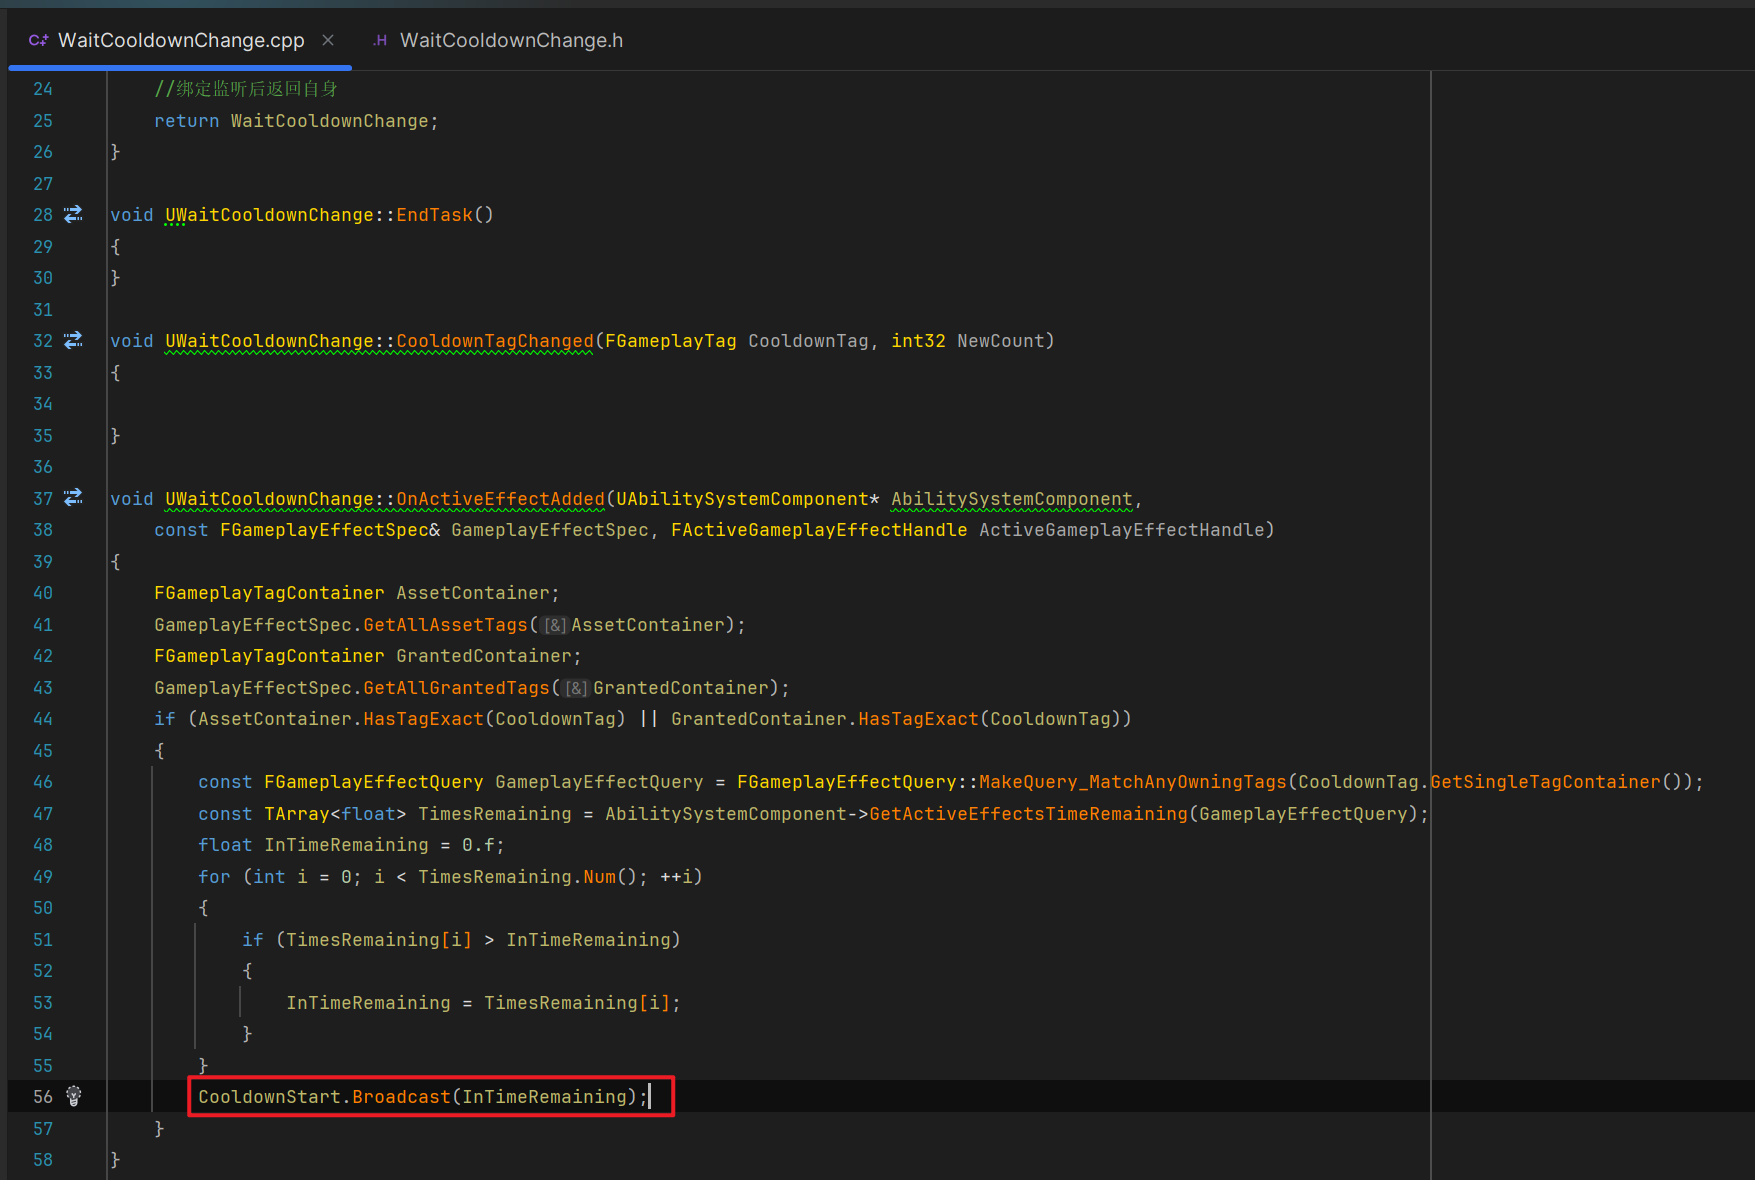 WaitCooldownChange.cpp × .H WaitCooldownChange.h
24 //绑定监听后返回自身
25 return WaitCooldownChange;
26 }
27
28 void UWaitCooldownChange::EndTask()
29 {
30 }
31
32 void UWaitCooldownChange::CooldownTagChanged(FGameplayTag CooldownTag, int32 NewCount)
33 {
34
35 }
36
37 void UWaitCooldownChange::OnActiveEffectAdded(UAbilitySystemComponent* AbilitySystemComponent,
38 const FGameplayEffectSpec& GameplayEffectSpec, FActiveGameplayEffectHandle ActiveGameplayEffectHandle)
39 {
40 FGameplayTagContainer AssetContainer;
41 GameplayEffectSpec.GetAllAssetTags([&]AssetContainer);
42 FGameplayTagContainer GrantedContainer;
43 GameplayEffectSpec.GetAllGrantedTags([&]GrantedContainer);
44 if (AssetContainer.HasTagExact(CooldownTag) || GrantedContainer.HasTagExact(CooldownTag))
45 {
46 const FGameplayEffectQuery GameplayEffectQuery = FGameplayEffectQuery::MakeQuery_MatchAnyOwningTags(CooldownTag.GetSingleTagContainer());
47 const TArray<float> TimesRemaining = AbilitySystemComponent->GetActiveEffectsTimeRemaining(GameplayEffectQuery);
48 float InTimeRemaining = 0.f;
49 for (int i = 0; i < TimesRemaining.Num(); ++i)
50 {
51 if (TimesRemaining[i] > InTimeRemaining)
52 {
53 InTimeRemaining = TimesRemaining[i];
54 }
55 }
56 CooldownStart.Broadcast(InTimeRemaining);
57 }
58 }